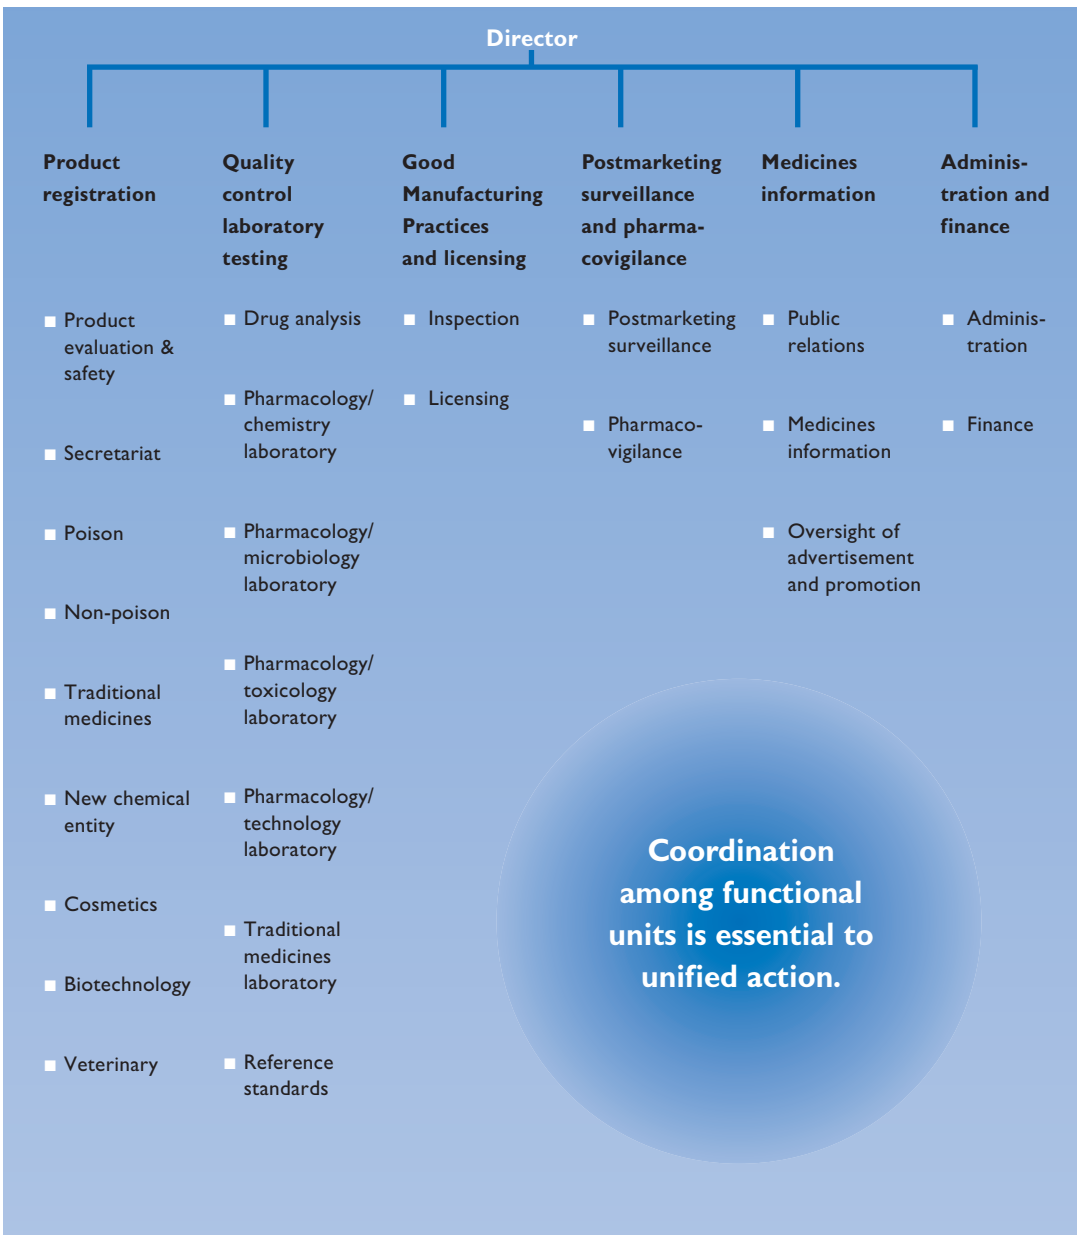 Director
Product
registration
Quality
control
laboratory
testing
Good
Manufacturing
Practices
and licensing
Postmarketing
surveillance
and pharma-
covigilance
Medicines
information
Adminis-
tration and
finance
Product
evaluation &
safety
Secretariat
Poison
Non-poison
Traditional
medicines
New chemical
entity
Cosmetics
Biotechnology
Veterinary
Drug analysis
Pharmacology/
chemistry
laboratory
Pharmacology/
microbiology
laboratory
Pharmacology/
toxicology
laboratory
Pharmacology/
technology
laboratory
Traditional
medicines
laboratory
Reference
standards
Inspection
Licensing
Postmarketing
surveillance
Pharmaco-
vigilance
Public
relations
Medicines
information
Oversight of
advertisement
and promotion
Adminis-
tration
Finance
Coordination
among functional
units is essential to
unified action.